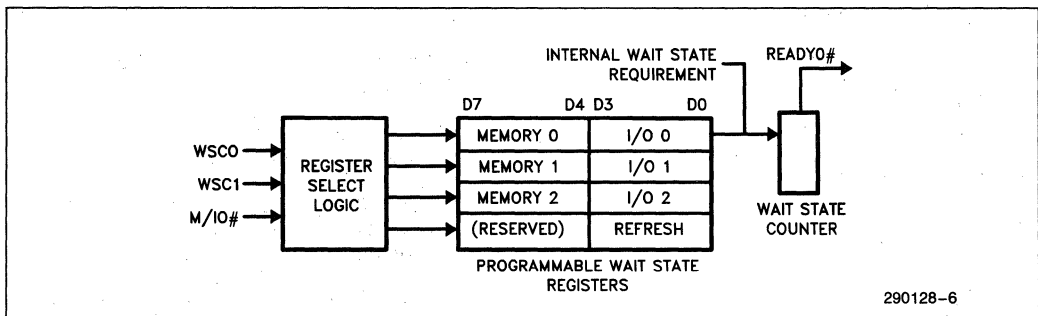 INTERNAL WAIT STATE
REQUIREMENT
READYO#
D7 D4 D3 D0
WSC0
WSC1
M/IO#
REGISTER
SELECT
LOGIC
MEMORY 0 I/O 0
MEMORY 1 I/O 1
MEMORY 2 I/O 2
(RESERVED) REFRESH
WAIT STATE
COUNTER
PROGRAMMABLE WAIT STATE
REGISTERS
290128-6